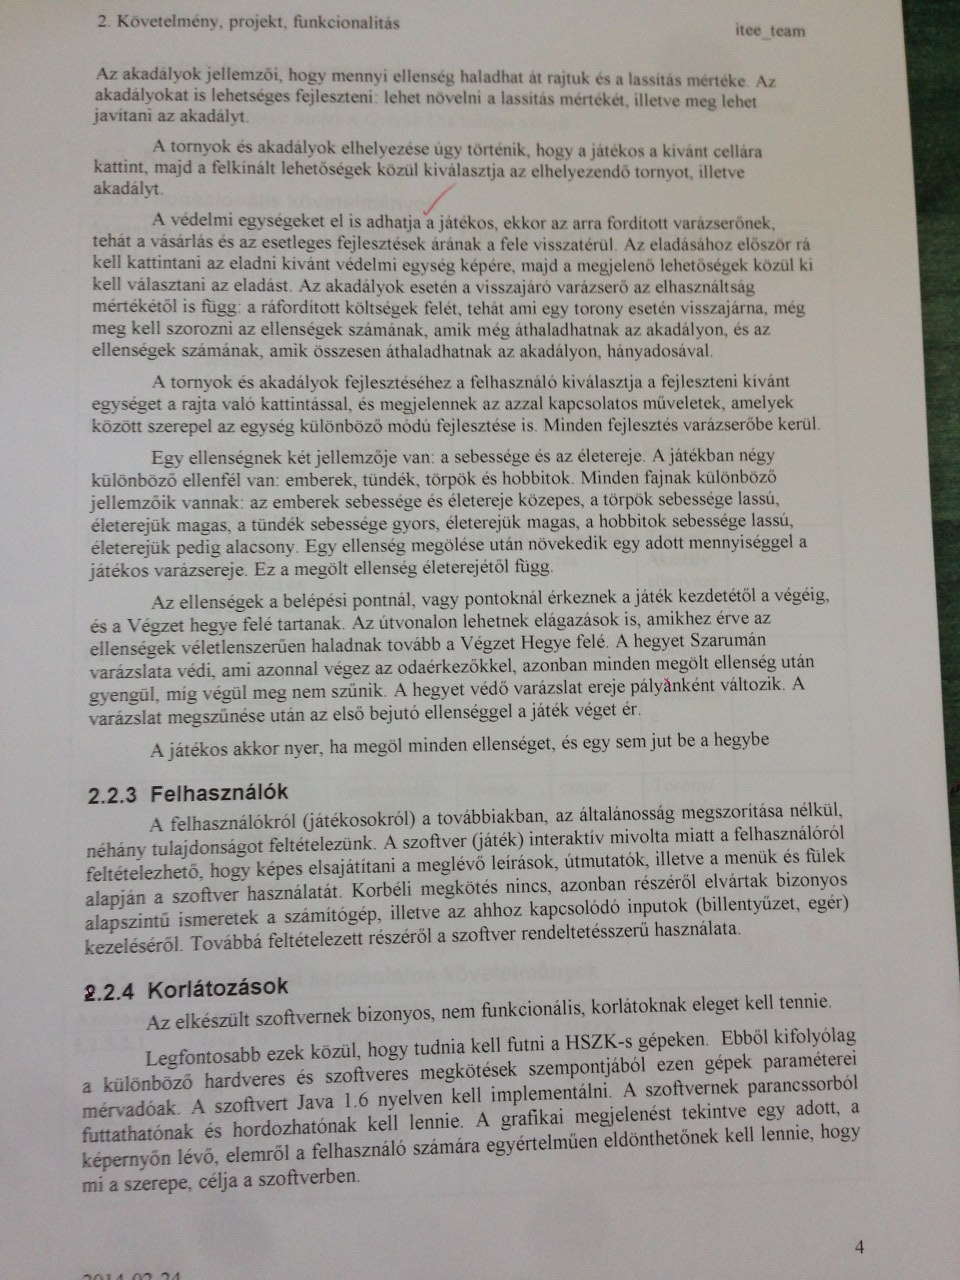 2. Követelmény, projekt, funkcionalitás
itee_team
Az akadályok jellemzői, hogy mennyi ellenség haladhat át rajtuk és a lassítás mértéke. Az
akadályokat is lehetséges fejleszteni: lehet növelni a lassítás mértékét, illetve meg lehet
javítani az akadályt.
A tornyok és akadályok elhelyezése úgy történik, hogy a játékos a kívánt cellára
kattint, majd a felkínált lehetőségek közül kiválasztja az elhelyezendő tornyot, illetve
akadályt.
A védelmi egységeket el is adhatja a játékos, ekkor az arra fordított varázserőnek,
tehát a vásárlás és az esetleges fejlesztések árának a fele visszatérül. Az eladásához először rá
kell kattintani az eladni kívánt védelmi egység képére, majd a megjelenő lehetőségek közül ki
kell választani az eladást. Az akadályok esetén a visszajáró varázserő az elhasználtság
mértékétől is függ: a ráfordított költségek felét, tehát ami egy torony esetén visszajárna, még
meg kell szorozni az ellenségek számának, amik még áthaladhatnak az akadályon, és az
ellenségek számának, amik összesen áthaladhatnak az akadályon, hányadosával.
A tornyok és akadályok fejlesztéséhez a felhasználó kiválasztja a fejleszteni kívánt
egységet a rajta való kattintással, és megjelennek az azzal kapcsolatos műveletek, amelyek
között szerepel az egység különböző módú fejlesztése is. Minden fejlesztés varázserőbe kerül.
Egy ellenségnek két jellemzője van: a sebessége és az életereje. A játékban négy
különböző ellenfél van: emberek, tündék, törpök és hobbitok. Minden fajnak különböző
jellemzőik vannak: az emberek sebessége és életereje közepes, a törpök sebessége lassú,
életerejük magas, a tündék sebessége gyors, életerejük magas, a hobbitok sebessége lassú,
életerejük pedig alacsony. Egy ellenség megölése után növekedik egy adott mennyiséggel a
játékos varázsereje. Ez a megölt ellenség életerejétől függ.
Az ellenségek a belépési pontnál, vagy pontoknál érkeznek a játék kezdetétől a végéig,
és a Végzet hegye felé tartanak. Az útvonalon lehetnek elágazások is, amikhez érve az
ellenségek véletlenszerűen haladnak tovább a Végzet Hegye felé. A hegyet Szarumán
varázslata védi, ami azonnal végez az odaérkezőkkel, azonban minden megölt ellenség után
gyengül, míg végül meg nem szűnik. A hegyet védő varázslat ereje pályánként változik. A
varázslat megszűnése után az első bejutó ellenséggel a játék véget ér.
A játékos akkor nyer, ha megöl minden ellenséget, és egy sem jut be a hegybe
2.2.3 Felhasználók
A felhasználókról (játékosokról) a továbbiakban, az általánosság megszorítása nélkül,
néhány tulajdonságot feltételezünk. A szoftver (játék) interaktív mivolta miatt a felhasználóról
feltételezhető, hogy képes elsajátítani a meglévő leírások, útmutatók, illetve a menük és fülek
alapján a szoftver használatát. Korbéli megkötés nincs, azonban részéről elvártak bizonyos
alapszintű ismeretek a számítógép, illetve az ahhoz kapcsolódó inputok (billentyűzet, egér)
kezeléséről. Továbbá feltételezett részéről a szoftver rendeltetésszerű használata.
2.2.4 Korlátozások
Az elkészült szoftvernek bizonyos, nem funkcionális, korlátoknak eleget kell tennie.
Legfontosabb ezek közül, hogy tudnia kell futni a HSZK-s gépeken. Ebből kifolyólag
a különböző hardveres és szoftveres megkötések szempontjából ezen gépek paraméterei
mérvadóak. A szoftvert Java 1.6 nyelven kell implementálni. A szoftvernek parancssorból
futtathatónak és hordozhatónak kell lennie. A grafikai megjelenést tekintve egy adott, a
képernyőn lévő, elemről a felhasználó számára egyértelműen eldönthetőnek kell lennie, hogy
mi a szerepe, célja a szoftverben.
4
2014-02-24